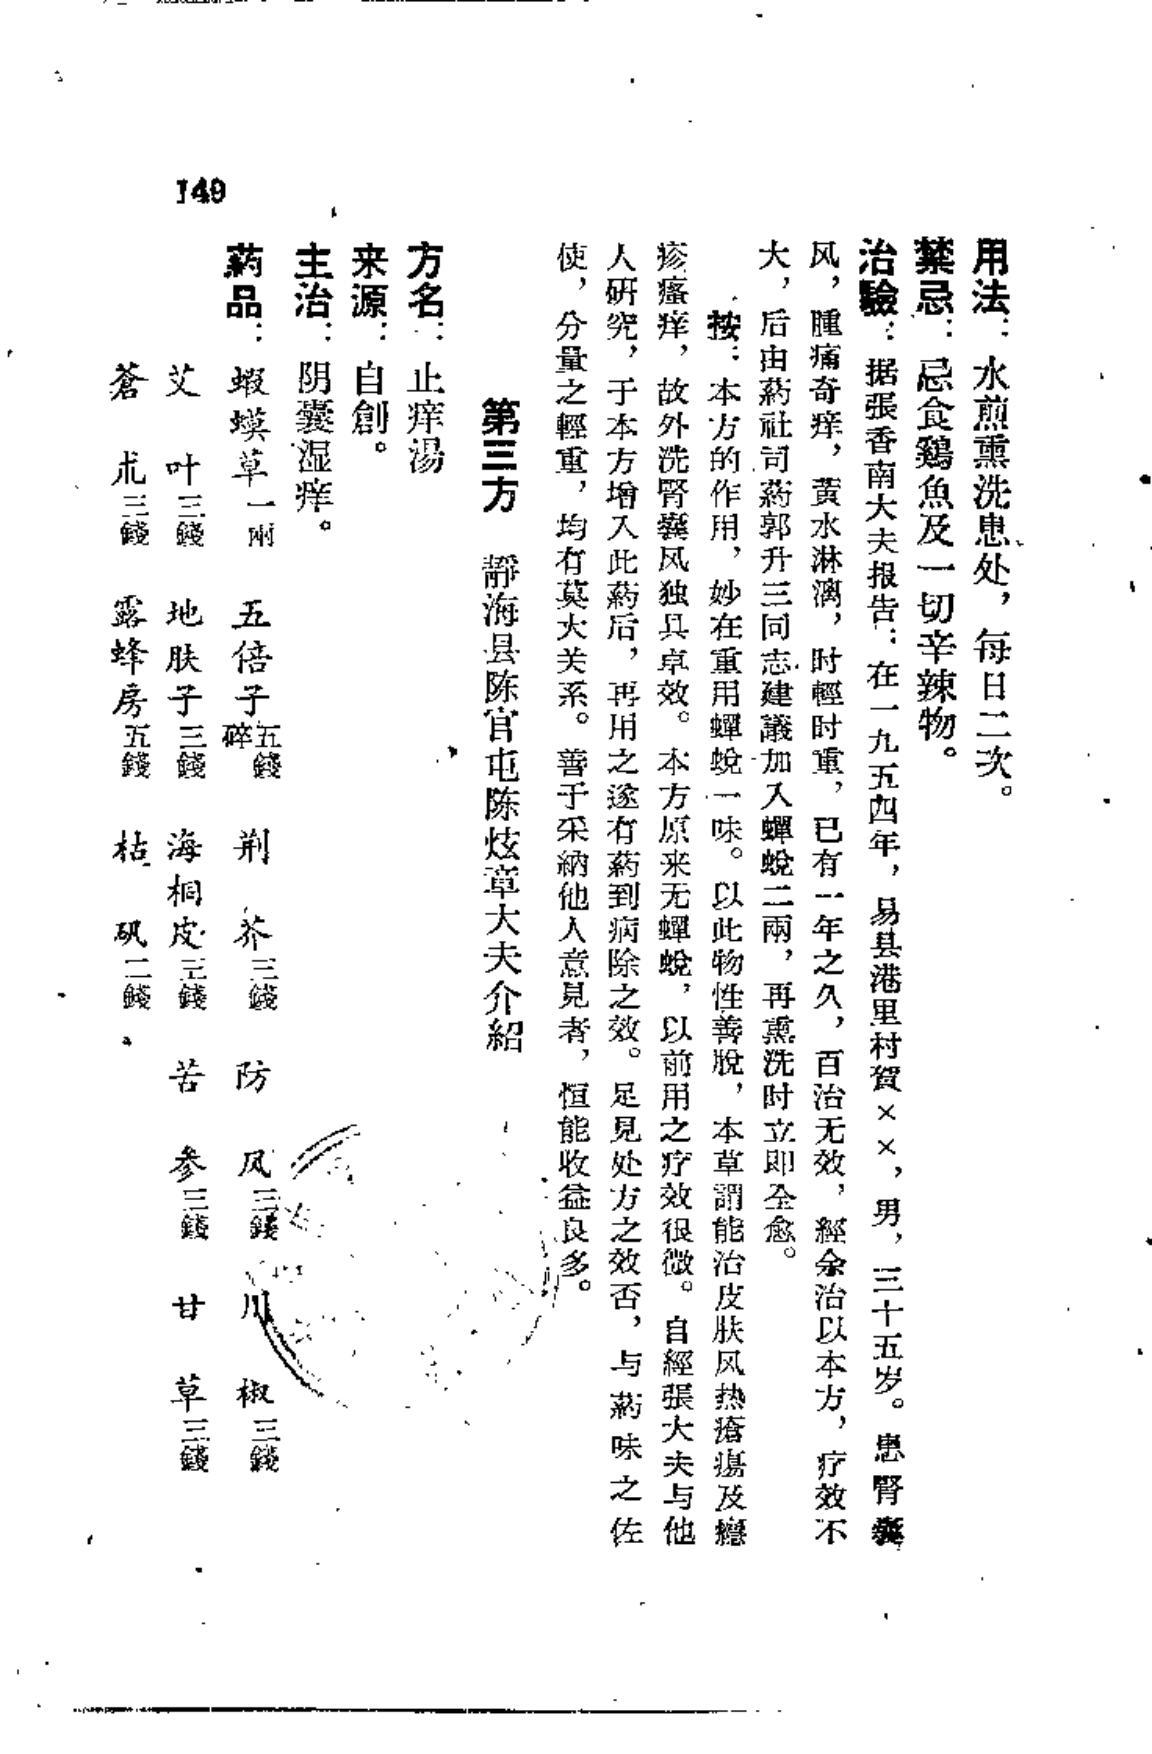 149
用法：水煎熏洗患处，每日二次。
禁忌：忌食鷄魚及一切辛辣物。
治驗：据張香南大夫报告：在一九五四年，易县港里村賀××，男，三十五岁。患腎囊
风，腫痛奇痒，黄水淋漓，时輕时重，已有一年之久，百治无效，經余治以本方，疗效不
大，后由葯社司葯郭升三同志建議加入蟬蛻二兩，再熏洗时立即全愈。
按：本方的作用，妙在重用蟬蛻一味。以此物性善脫，本草謂能治皮肤风热瘡瘍及癮
疹瘙痒，故外洗腎囊风独具卓效。本方原来无蟬蛻，以前用之疗效很微。自經張大夫与他
人研究，于本方增入此葯后，再用之遂有葯到病除之效。足見处方之效否，与葯味之佐
使，分量之輕重，均有莫大关系。善于采納他人意見者，恒能收益良多。
第三方 靜海县陈官屯陈炫章大夫介紹
方名：止痒湯
来源：自創。
主治：阴囊湿痒。
葯品：蝦蟆草一兩 五倍子五錢碎 荆芥三錢 防风三錢 川椒三錢
艾叶三錢 地肤子三錢 海桐皮三錢 苦参三錢 甘草三錢
蒼朮三錢 露蜂房五錢 枯矾二錢